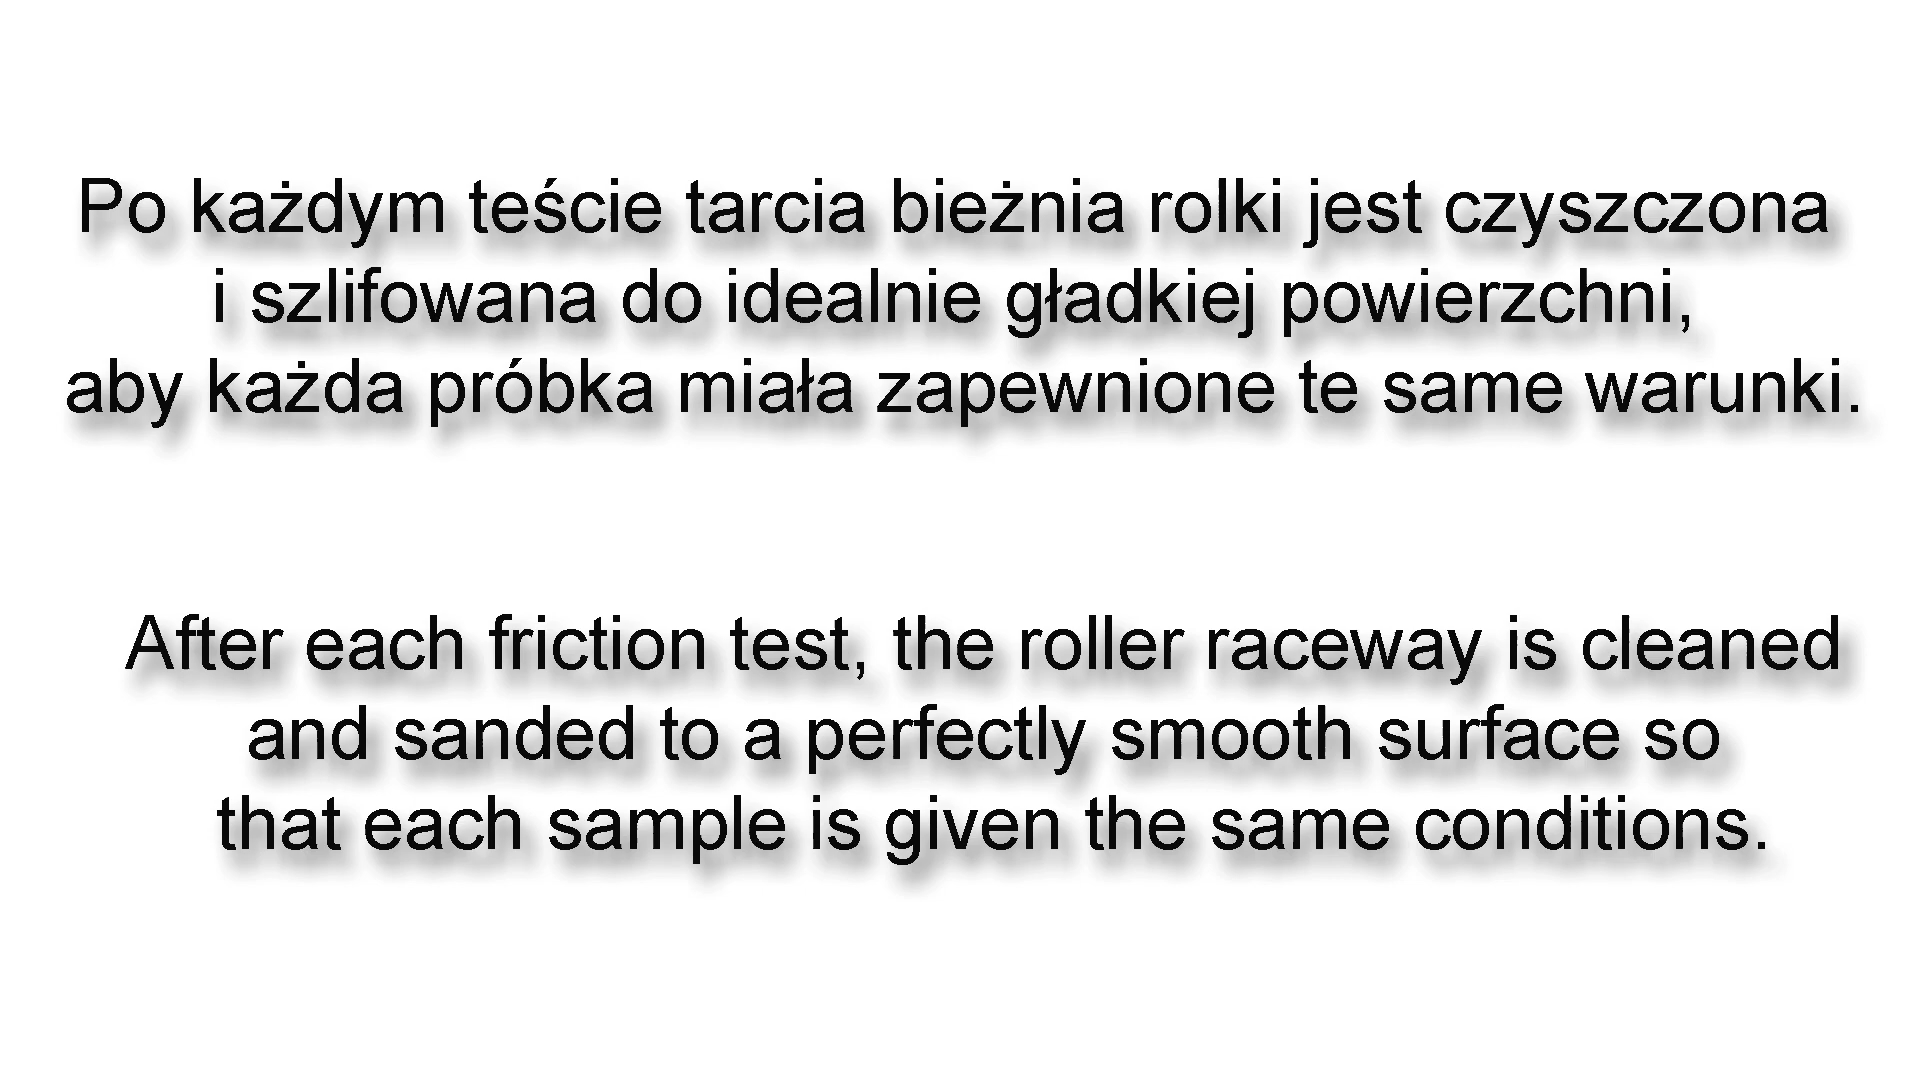 Po każdym teście tarcia bieżnia rolki jest czyszczona
i szlifowana do idealnie gładkiej powierzchni,
aby każda próbka miała zapewnione te same warunki.
After each friction test, the roller raceway is cleaned
and sanded to a perfectly smooth surface so
that each sample is given the same conditions.